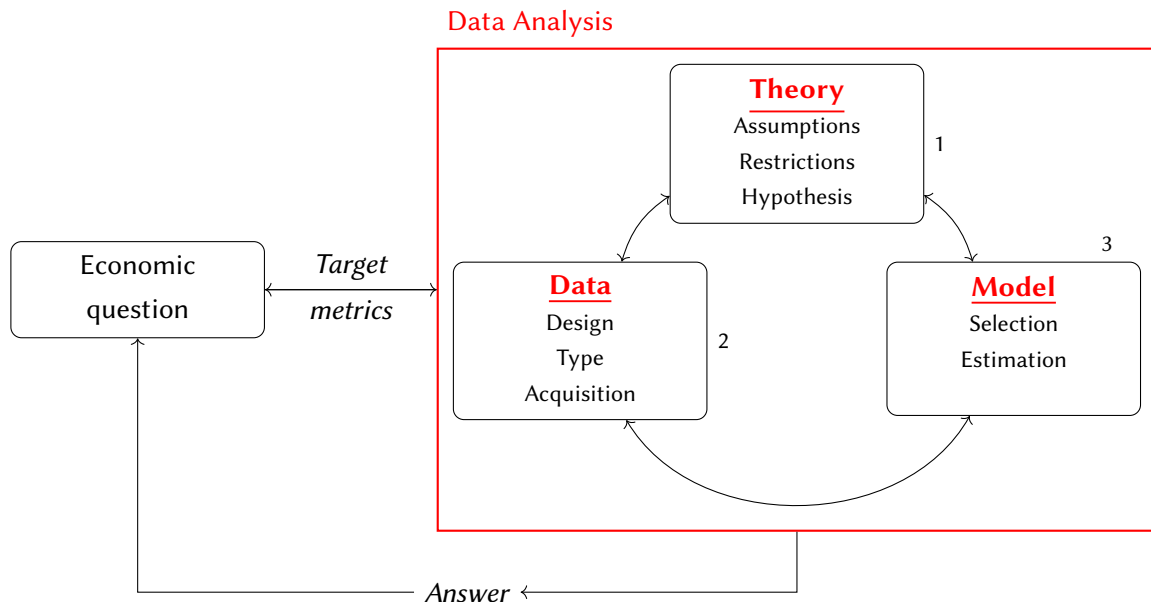 Data Analysis
Theory
Assumptions
Restrictions
Hypothesis
1
Economic
question
Target
metrics
Data
Design
Type
Acquisition
2
3
Model
Selection
Estimation
Answer